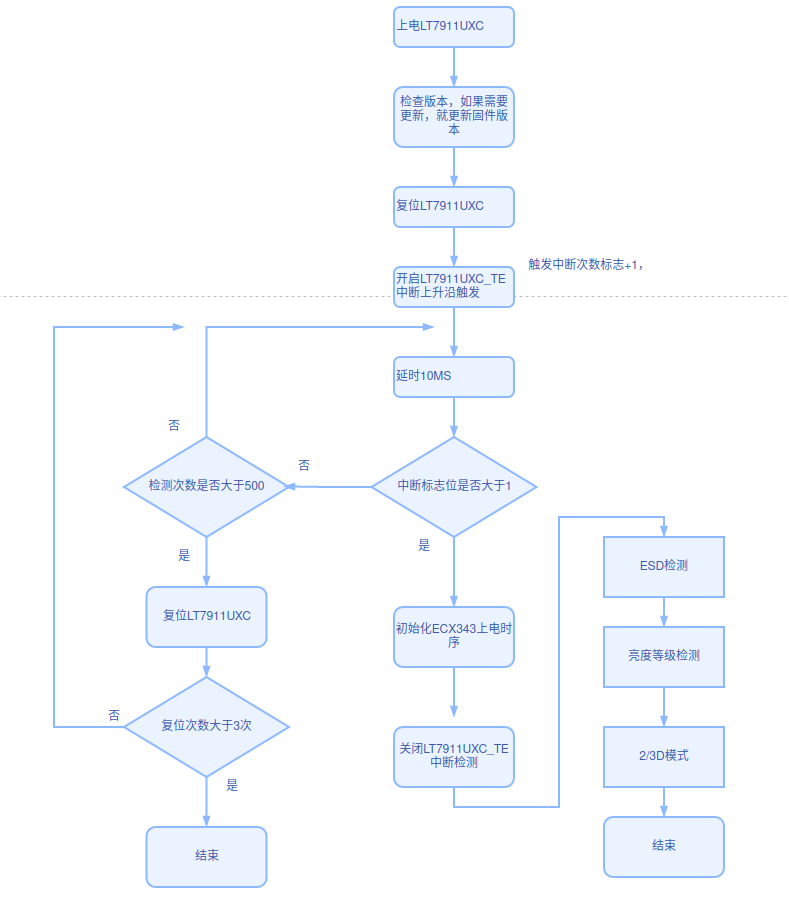 上电LT7911UXC
检查版本，如果需要
更新，就更新固件版
本
复位LT7911UXC
开启LT7911UXC_TE
中断上升沿触发
触发中断次数标志+1，
延时10MS
否
检测次数是否大于500
否
中断标志位是否大于1
是
是
ESD检测
复位LT7911UXC
初始化ECX343上电时
序
亮度等级检测
否
复位次数大于3次
关闭LT7911UXC_TE
中断检测
2/3D模式
是
结束
结束